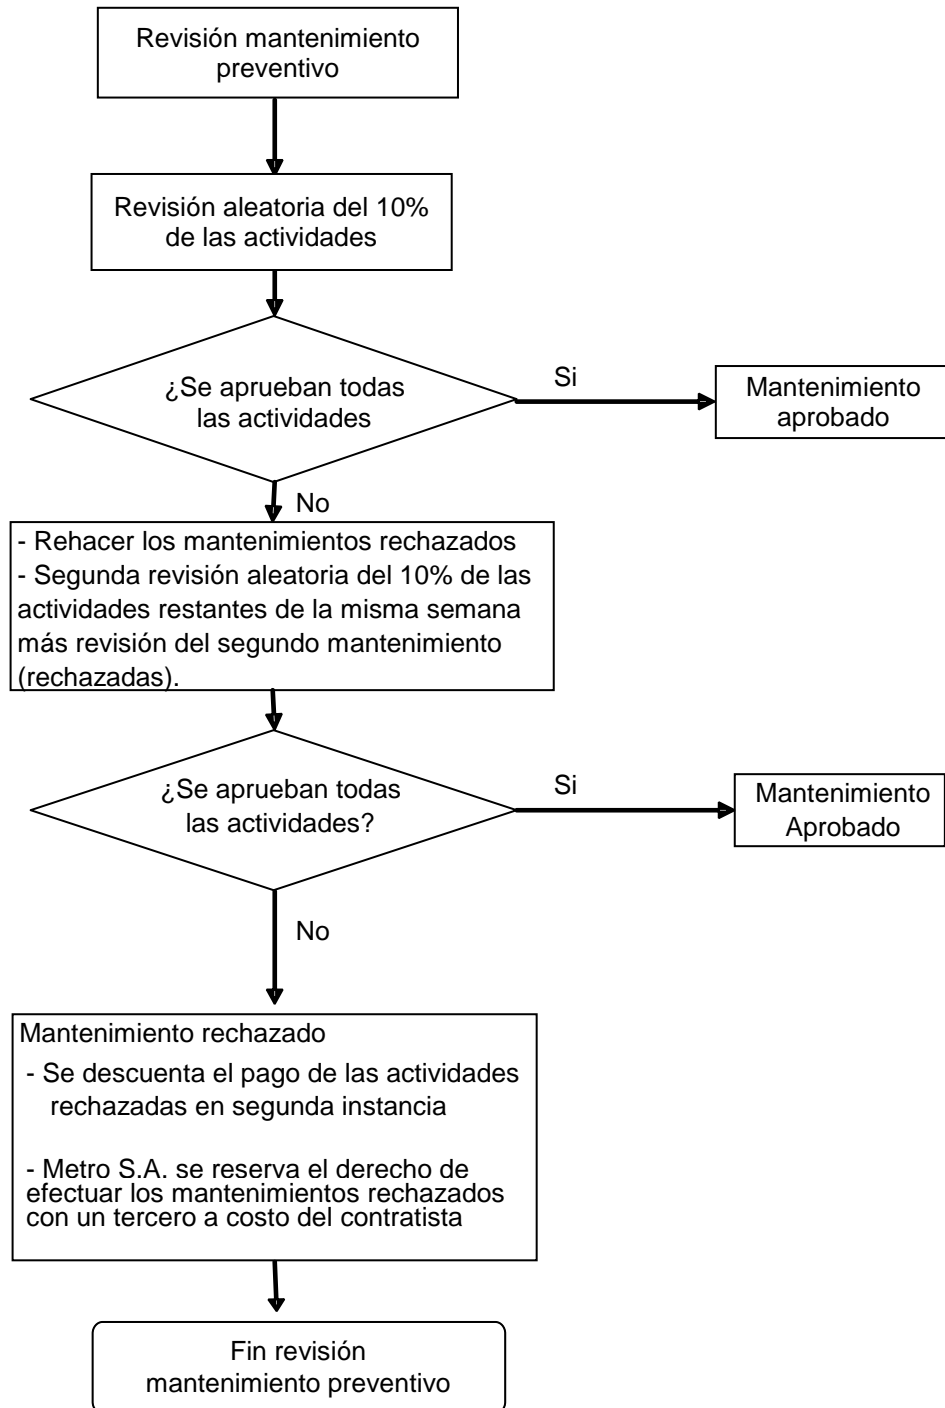 Revisión mantenimiento
preventivo
Revisión aleatoria del 10%
de las actividades
¿Se aprueban todas
las actividades
Si
Mantenimiento
aprobado
No
- Rehacer los mantenimientos rechazados
- Segunda revisión aleatoria del 10% de las
actividades restantes de la misma semana
más revisión del segundo mantenimiento
(rechazadas).
¿Se aprueban todas
las actividades?
Si
Mantenimiento
Aprobado
No
Mantenimiento rechazado
- Se descuenta el pago de las actividades
rechazadas en segunda instancia
- Metro S.A. se reserva el derecho de
efectuar los mantenimientos rechazados
con un tercero a costo del contratista
Fin revisión
mantenimiento preventivo